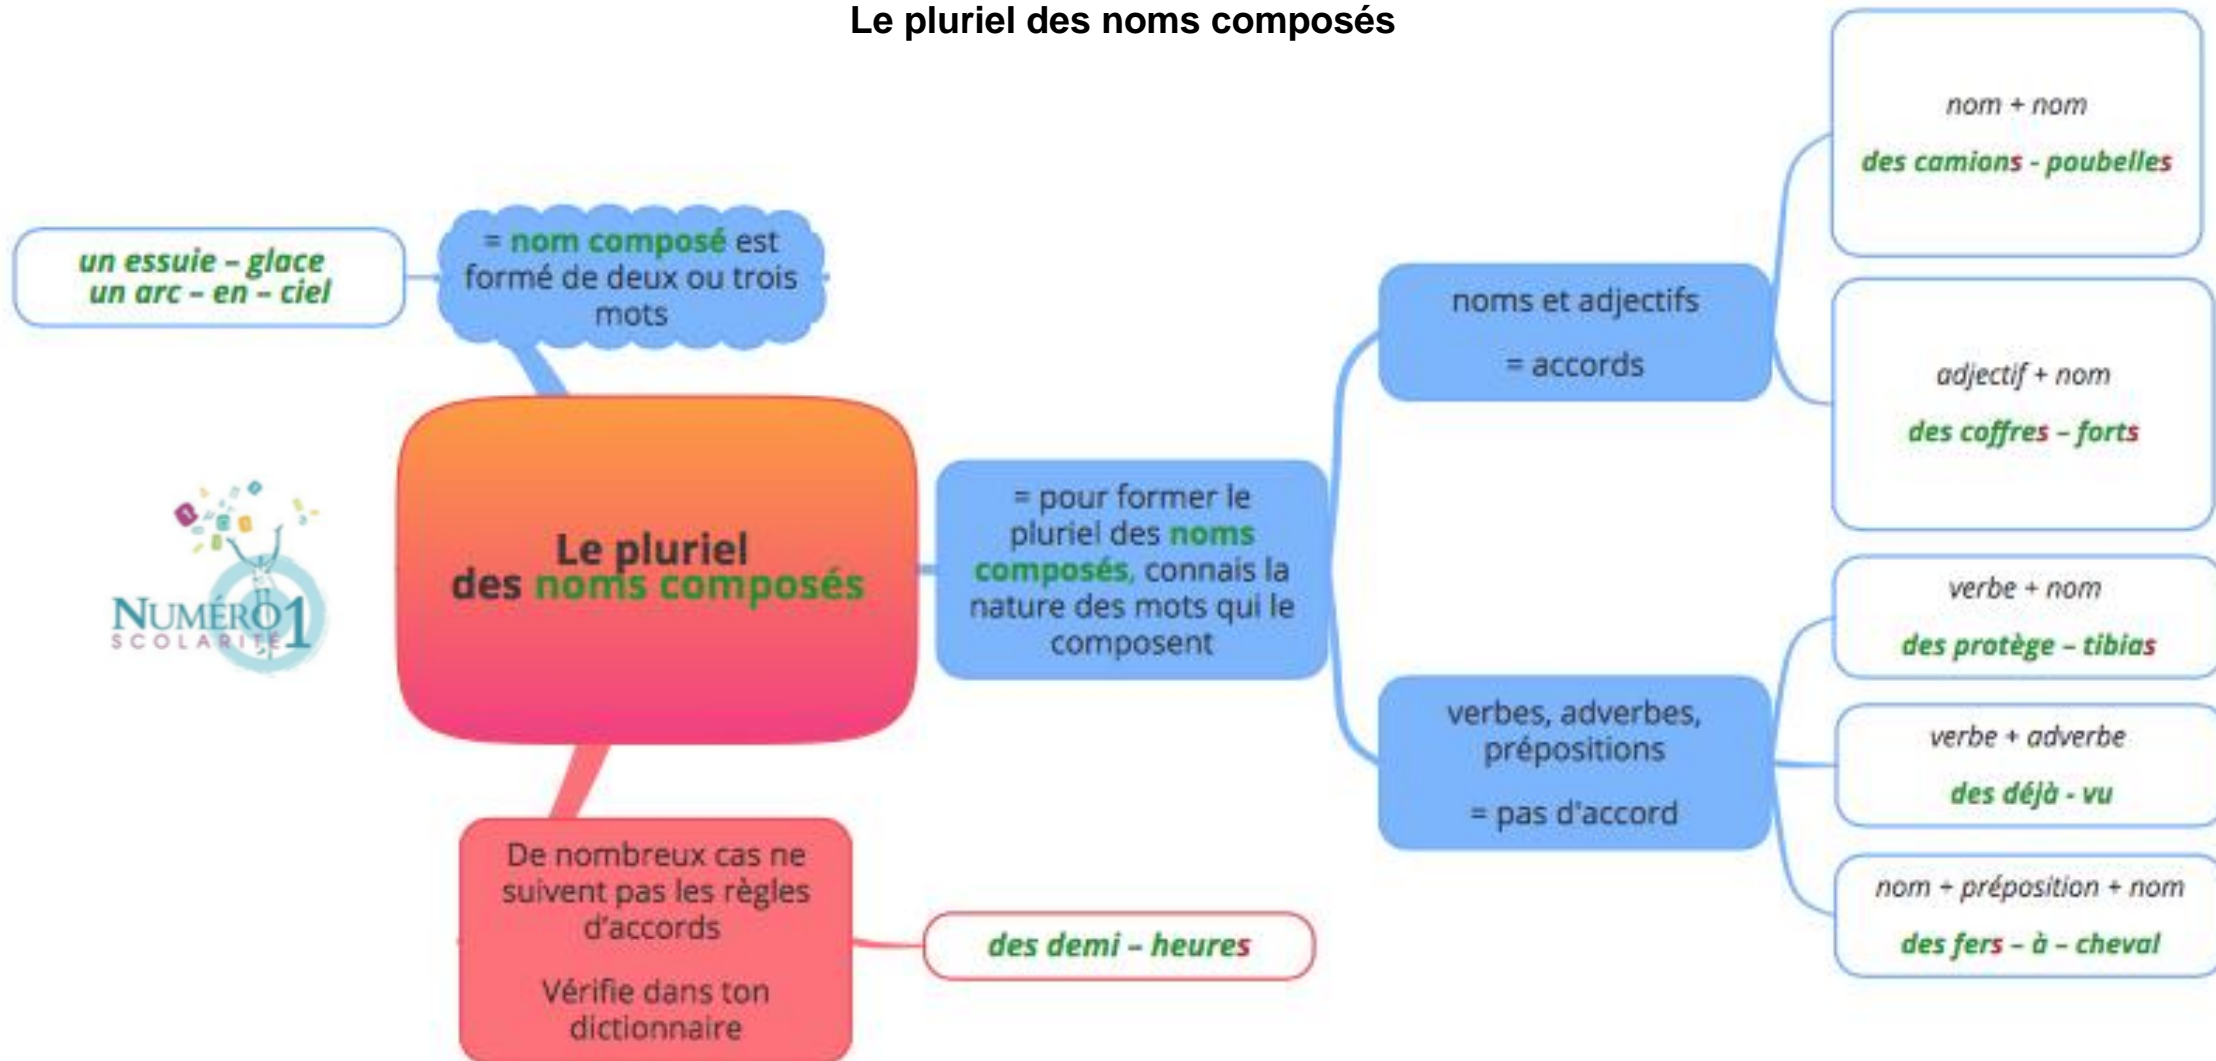 Le pluriel des noms composés
un essuie – glace
un arc – en – ciel
= nom composé est
formé de deux ou trois
mots
Le pluriel
des noms composés
NUMÉRO1
SCOLARITÉ
= pour former le
pluriel des noms
composés, connais la
nature des mots qui le
composent
noms et adjectifs
= accords
nom + nom
des camions - poubelles
adjectif + nom
des coffres – forts
verbes, adverbes,
prépositions
= pas d'accord
verbe + nom
des protège – tibias
verbe + adverbe
des déjà - vu
nom + préposition + nom
des fers – à – cheval
De nombreux cas ne
suivent pas les règles
d'accords
Vérifie dans ton
dictionnaire
des demi – heures